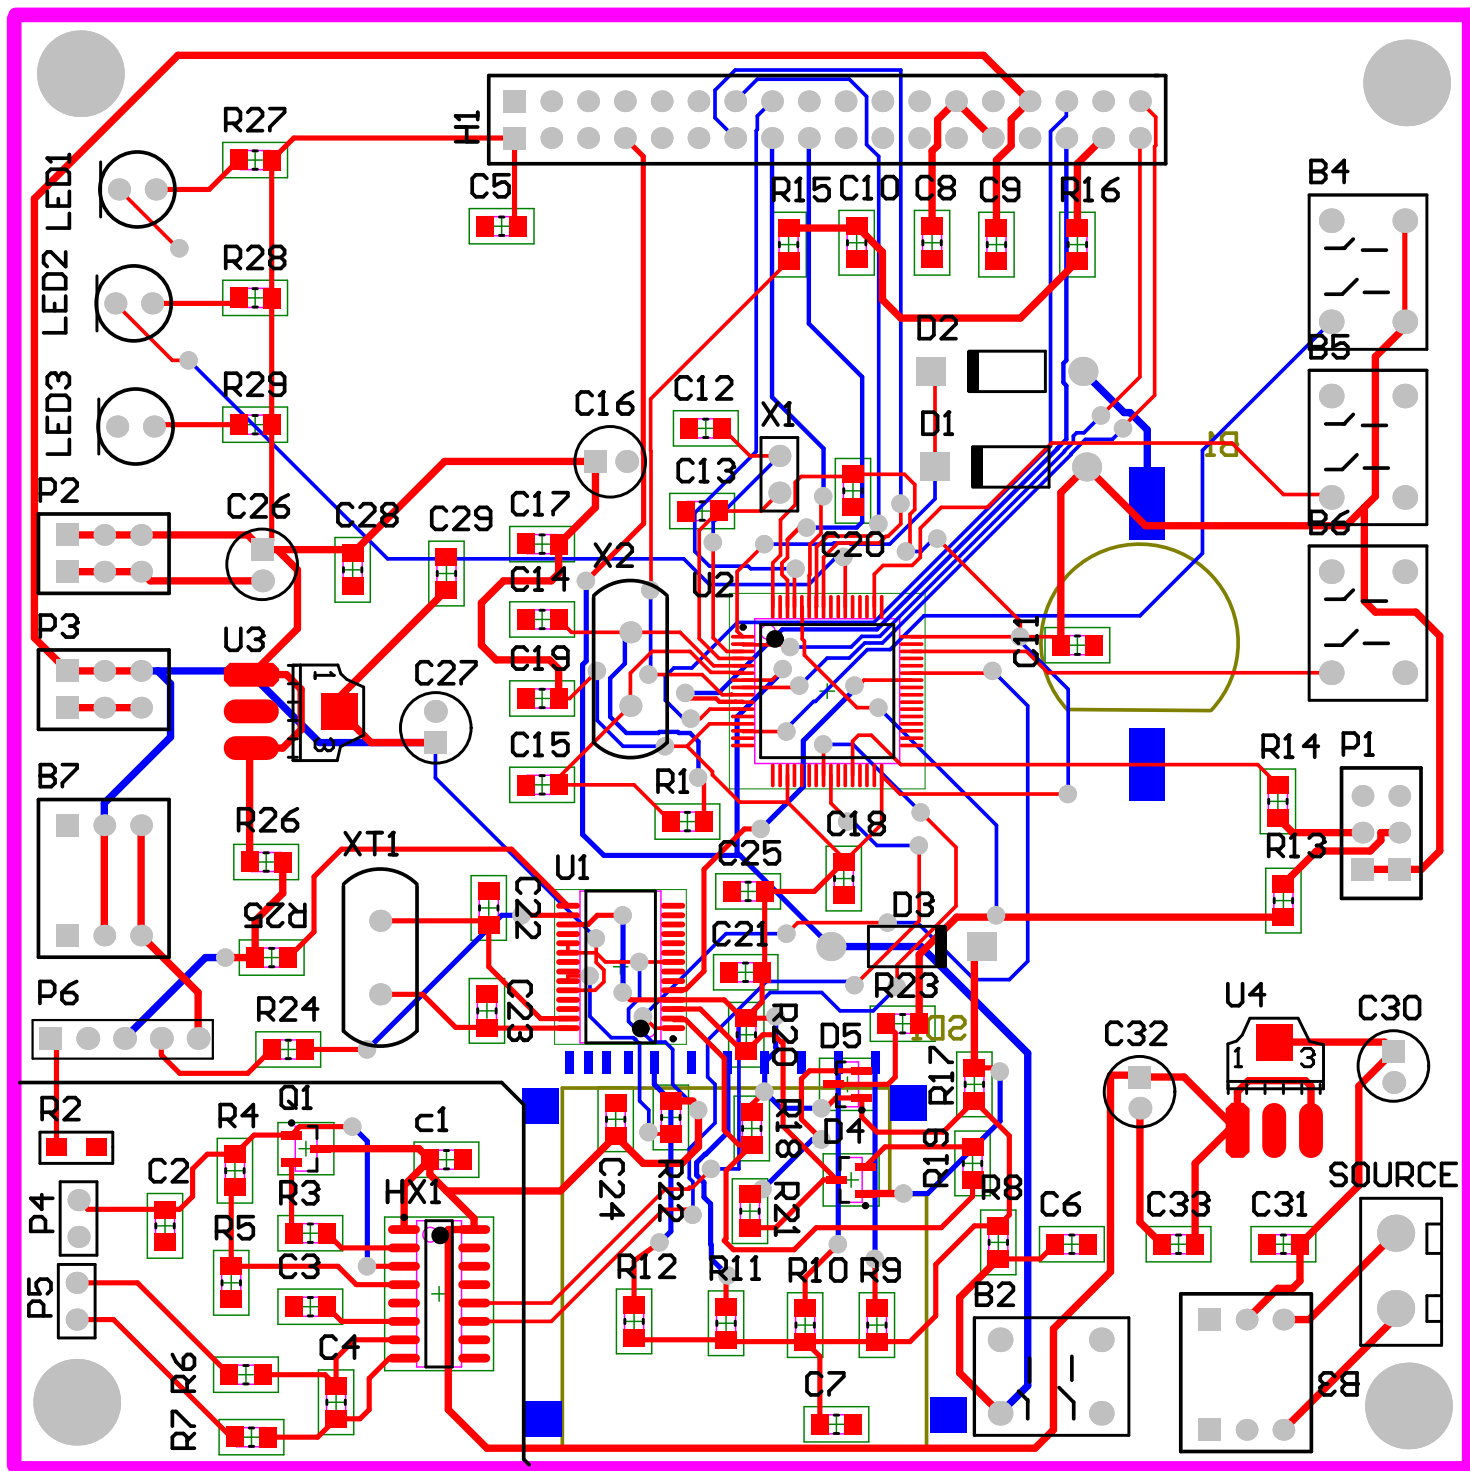 R27
H1
LED1
C5
R15
C10
C8
C9
R16
B4
LED2
R28
D2
B5
LED3
R29
C16
C12
X1
D1
B1
P2
C26
C28
C29
C17
C13
C20
B6
X2
C14
U2
P3
U3
1
3
C27
C19
C11
C15
R1
R14
P1
B7
R26
XT1
U1
C25
C18
R13
R25
C22
C21
D3
P6
R24
C23
R20
D5
R23
SD1
R17
C32
U4
1
3
C30
R2
R4
Q1
c1
C24
R22
R18
D4
R19
SOURCE
P4
C2
R3
HX1
R5
R21
R8
C6
C33
C31
P5
C3
R12
R11
R10
R9
B2
R6
C4
C7
B3
R7